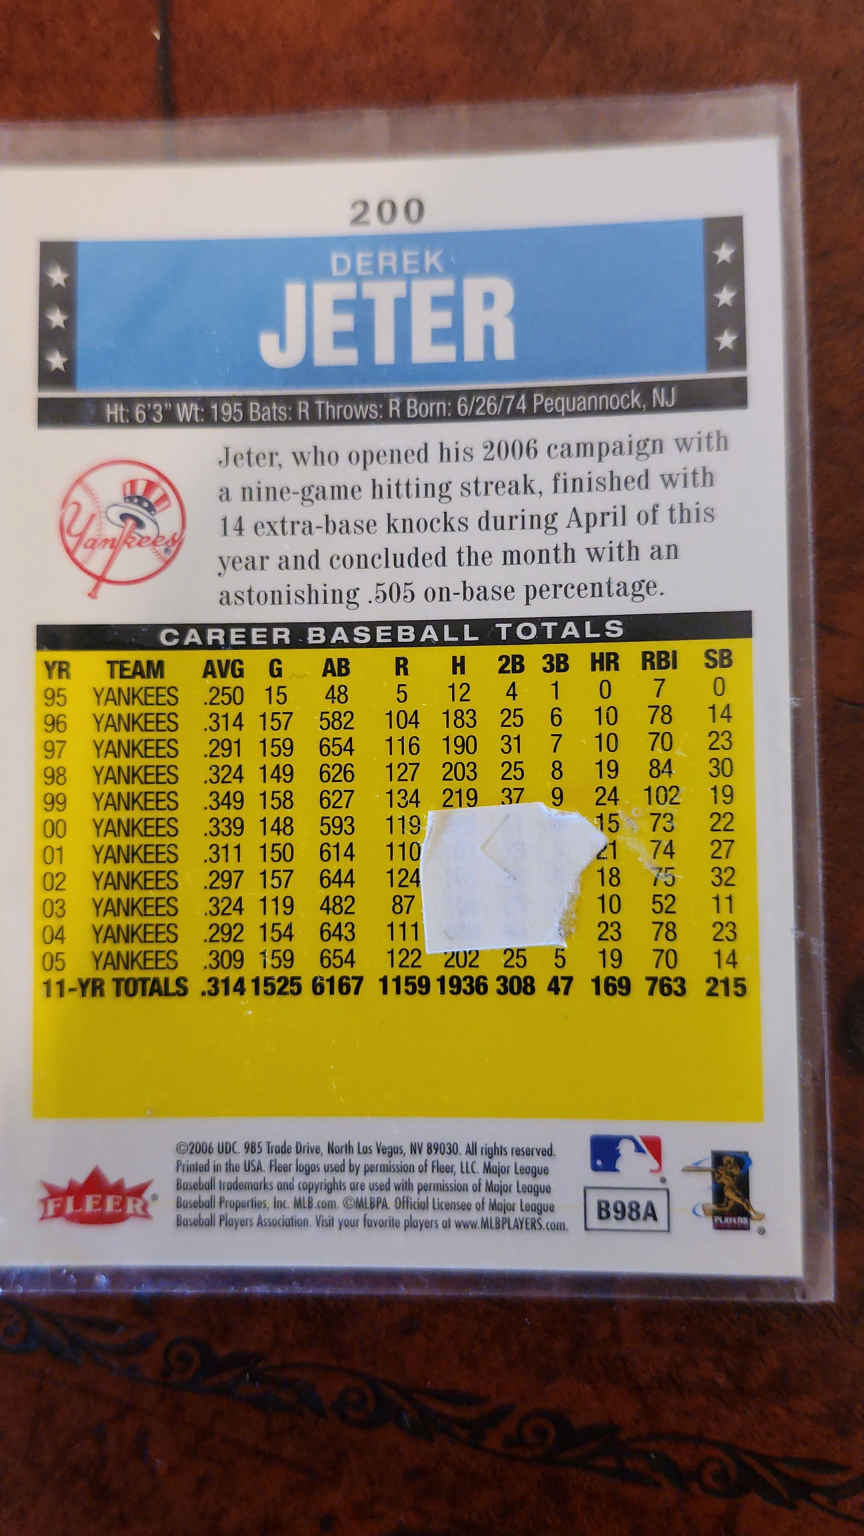 200
DEREK
JETER
Ht: 6'3" Wt: 195 Bats: R Throws: R Born: 6/26/74 Pequannock, NJ
Jeter, who opened his 2006 campaign with
a nine-game hitting streak, finished with
14 extra-base knocks during April of this
year and concluded the month with an
astonishing .505 on-base percentage.
Yankees
CAREER BASEBALL TOTALS
YR TEAM AVG G AB R H 2B 3B HR RBI SB
95 YANKEES .250 15 48 5 12 4 1 0 7 0
96 YANKEES .314 157 582 104 183 25 6 10 78 14
97 YANKEES .291 159 654 116 190 31 7 10 70 23
98 YANKEES .324 149 626 127 203 25 8 19 84 30
99 YANKEES .349 158 627 134 219 37 9 24 102 19
00 YANKEES .339 148 593 119 15 73 22
01 YANKEES .311 150 614 110 21 74 27
02 YANKEES .297 157 644 124 18 75 32
03 YANKEES .324 119 482 87 10 52 11
04 YANKEES .292 154 643 111 23 78 23
05 YANKEES .309 159 654 122 202 25 5 19 70 14
11-YR TOTALS .314 1525 6167 1159 1936 308 47 169 763 215
©2006 UDC. 985 Trade Drive, North Las Vegas, NV 89030. All rights reserved.
Printed in the USA. Fleer logos used by permission of Fleer, LLC. Major League
Baseball trademarks and copyrights are used with permission of Major League
Baseball Properties, Inc. MLB.com. ©MLBPA. Official Licensee of Major League
Baseball Players Association. Visit your favorite players at www.MLBPLAYERS.com.
FLEER®
B98A
PLAYERS